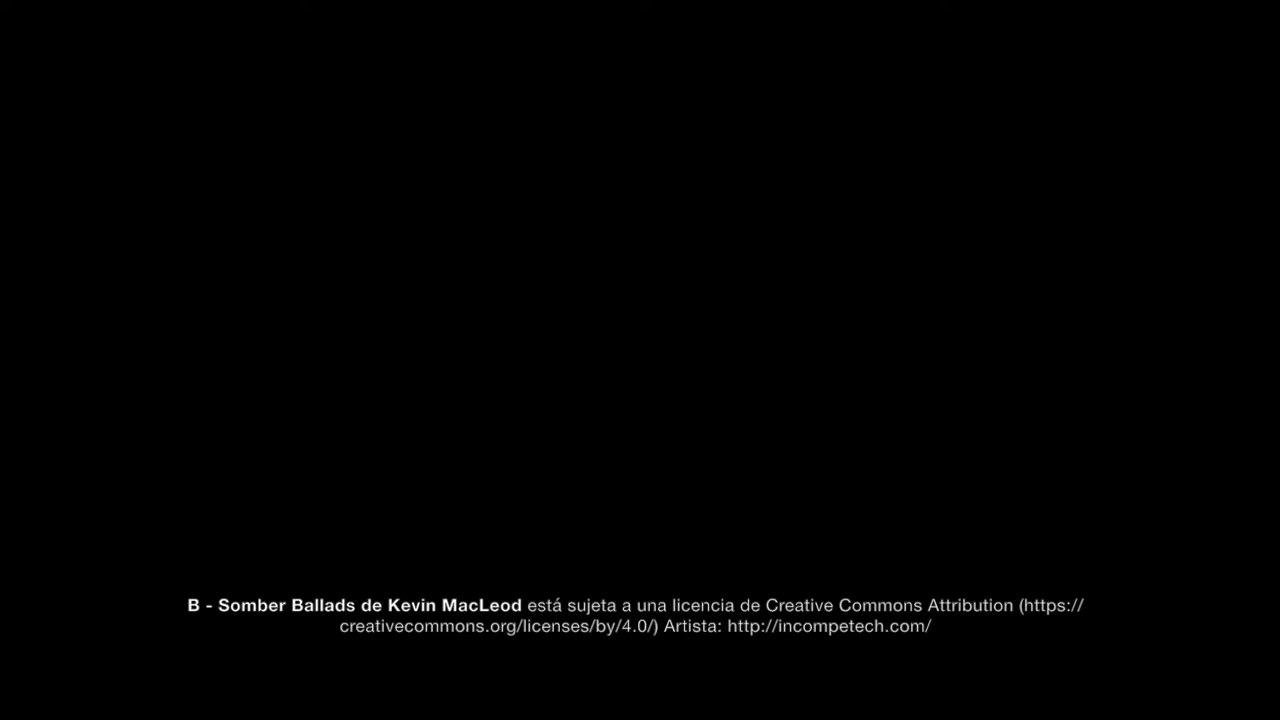 B - Somber Ballads de Kevin MacLeod está sujeta a una licencia de Creative Commons Attribution (https://
creativecommons.org/licenses/by/4.0/) Artista: http://incompetech.com/